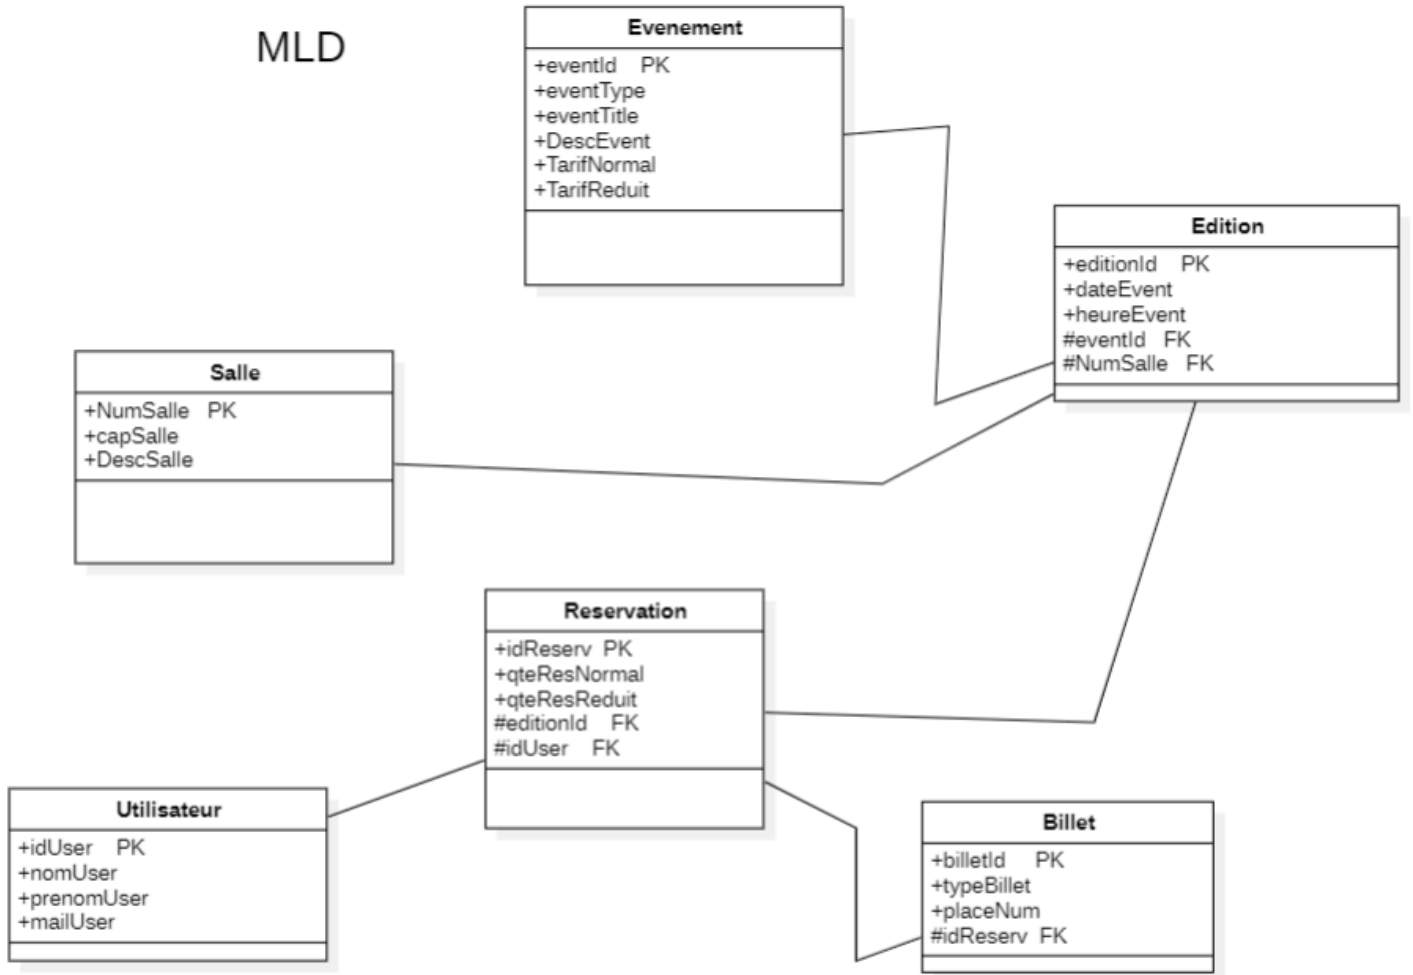 MLD
Evenement
+eventId PK
+eventType
+eventTitle
+DescEvent
+TarifNormal
+TarifReduit
Edition
+editionId PK
+dateEvent
+heureEvent
#eventId FK
#NumSalle FK
Salle
+NumSalle PK
+capSalle
+DescSalle
Reservation
+idReserv PK
+qteResNormal
+qteResReduit
#editionId FK
#idUser FK
Utilisateur
+idUser PK
+nomUser
+prenomUser
+mailUser
Billet
+billetId PK
+typeBillet
+placeNum
#idReserv FK